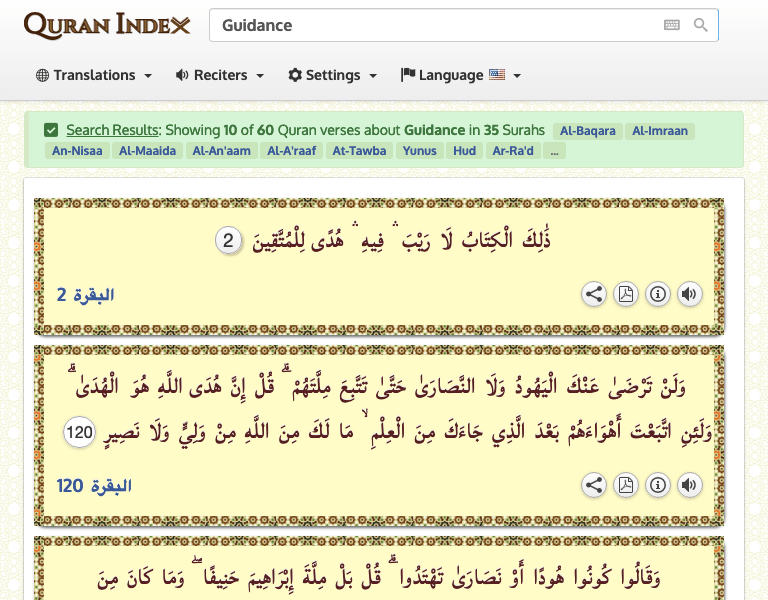 QURAN INDEX
Guidance
Translations Reciters Settings Language
Search Results: Showing 10 of 60 Quran verses about Guidance in 35 Surahs Al-Baqara Al-Imraan
An-Nisaa Al-Maaida Al-An'aam Al-A'raaf At-Tawba Yunus Hud Ar-Ra'd ...
ذَٰلِكَ الْكِتَابُ لَا رَيْبَ ۛ فِيهِ ۛ هُدًى لِلْمُتَّقِينَ 2
البقرة 2
وَلَنْ تَرْضَىٰ عَنْكَ الْيَهُودُ وَلَا النَّصَارَىٰ حَتَّىٰ تَتَّبِعَ مِلَّتَهُمْ ۗ قُلْ إِنَّ هُدَى اللَّهِ هُوَ الْهُدَىٰ ۗ
وَلَئِنِ اتَّبَعْتَ أَهْوَاءَهُمْ بَعْدَ الَّذِي جَاءَكَ مِنَ الْعِلْمِ ۙ مَا لَكَ مِنَ اللَّهِ مِنْ وَلِيٍّ وَلَا نَصِيرٍ 120
البقرة 120
وَقَالُوا كُونُوا هُودًا أَوْ نَصَارَىٰ تَهْتَدُوا ۗ قُلْ بَلْ مِلَّةَ إِبْرَاهِيمَ حَنِيفًا ۖ وَمَا كَانَ مِنَ